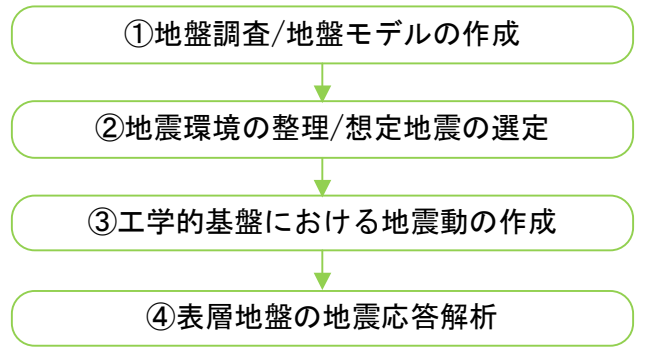 ①地盤調査/地盤モデルの作成
②地震環境の整理/想定地震の選定
③工学的基盤における地震動の作成
④表層地盤の地震応答解析